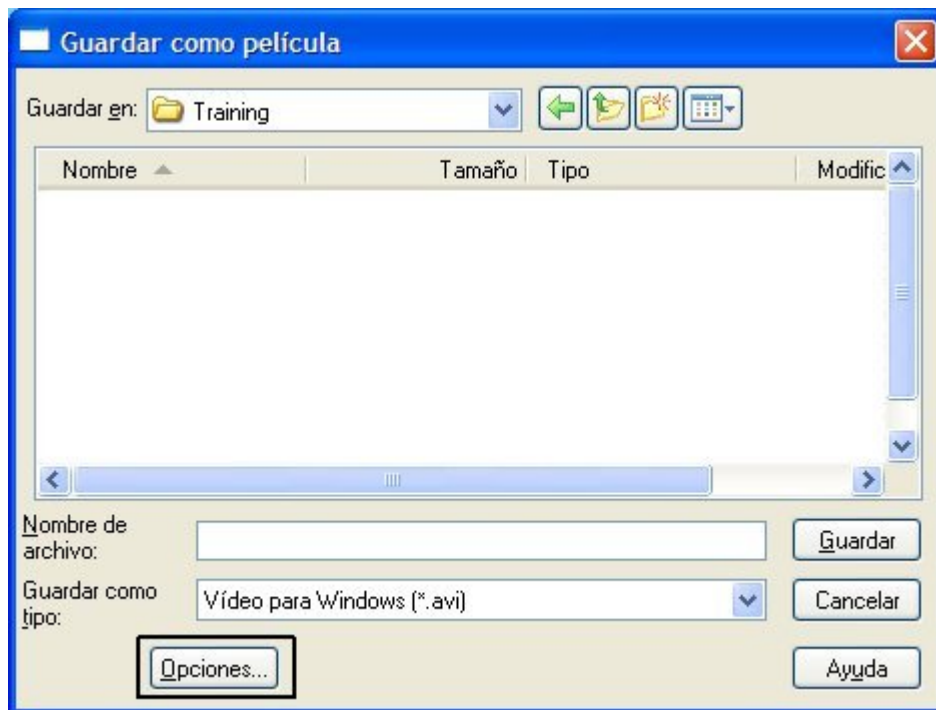 Guardar como película
Guardar en: Training
Nombre Tamaño Tipo Modific
Nombre de
archivo:
Guardar
Guardar como
tipo:
Vídeo para Windows (*.avi)
Cancelar
Opciones...
Ayuda